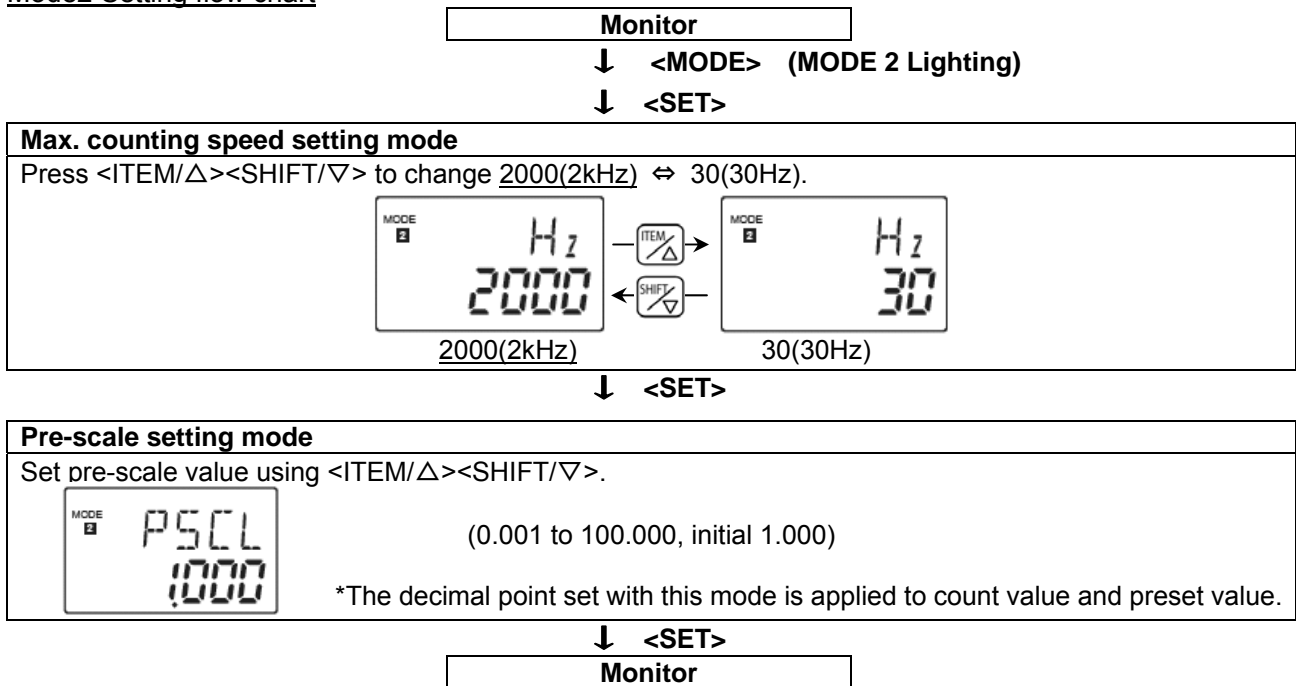 Mode2 Setting flow chart
Monitor
↓ <MODE> (MODE 2 Lighting)
↓ <SET>
Max. counting speed setting mode
Press <ITEM/△><SHIFT/▽> to change 2000(2kHz) ⇔ 30(30Hz).
MODE 2 Hz
2000
ITEM/△
SHIFT/▽
MODE 2 Hz
30
2000(2kHz) 30(30Hz)
↓ <SET>
Pre-scale setting mode
Set pre-scale value using <ITEM/△><SHIFT/▽>.
MODE 2 PSCL
1.000
(0.001 to 100.000, initial 1.000)
*The decimal point set with this mode is applied to count value and preset value.
↓ <SET>
Monitor